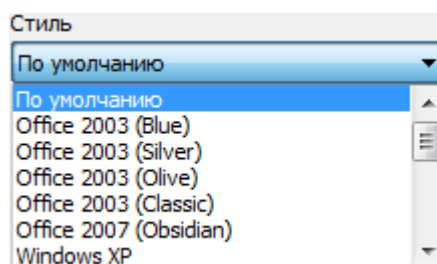 Стиль
По умолчанию
По умолчанию
Office 2003 (Blue)
Office 2003 (Silver)
Office 2003 (Olive)
Office 2003 (Classic)
Office 2007 (Obsidian)
Windows XP